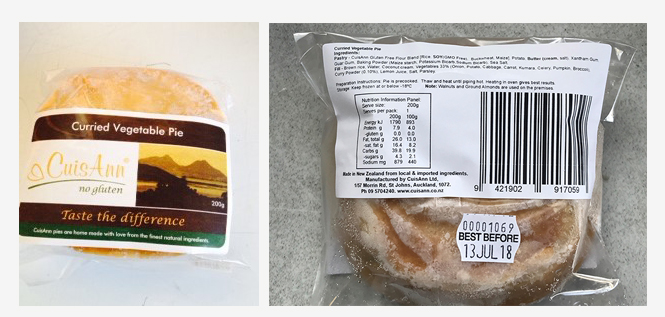 Curried Vegetable Pie
CuisAnn®
no gluten
200g
Taste the difference
CuisAnn pies are home made with love from the finest natural ingredients.
Curried Vegetable Pie
Ingredients:
Pastry - CuisAnn Gluten Free Flour Blend (Rice, SOY(GMO Free), Buckwheat, Maize), Potato, Butter (cream, salt), Xantham Gum,
Guar Gum, Baking Powder (Maize starch, Potassium Bicarb, Sodium Bicarb), Sea Salt.
Fill - Brown rice, Water, Coconut cream, Vegetables 33% (Onion, Potato, Cabbage, Carrot, Kumara, Celery, Pumpkin, Broccoli),
Curry Powder (0.10%), Lemon Juice, Salt, Parsley
Preparation Instructions: Pie is precooked. Thaw and heat until piping hot. Heating in oven gives best results
Storage: Keep frozen at or below -18°C
Note: Walnuts and Ground Almonds are used on the premises
Nutrition Information Panel
Serve size: 200g
Serves per pack: 1
200g 100g
Energy kJ 1790 893
Protein g 7.9 4.0
-gluten g 0.0 0.0
Fat, total g 26.0 13.0
-sat, fat g 16.4 8.2
Carbs g 39.8 19.9
-sugars g 4.3 2.1
Sodium mg 879 440
Made in New Zealand from local & imported ingredients.
Manufactured by CuisAnn Ltd,
157 Morrin Rd, St Johns, Auckland, 1072.
Ph 09 5704240. www.cuisann.co.nz
9 421902 917059
00001069
BEST BEFORE
13JUL18